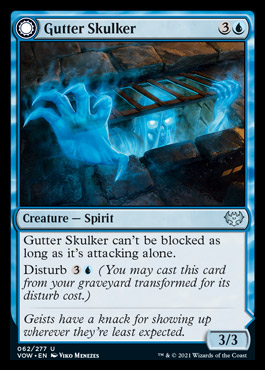 Gutter Skulker 3
Creature — Spirit
Gutter Skulker can't be blocked as
long as it's attacking alone.
Disturb 3 (You may cast this card
from your graveyard transformed for its
disturb cost.)
Geists have a knack for showing up
wherever they're least expected.
3/3
062/277 U
VOW • EN Viko Menezes
™ & © 2021 Wizards of the Coast